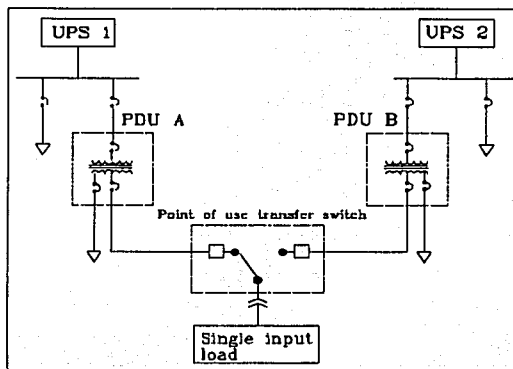 UPS 1
UPS 2
PDU A
PDU B
Point of use transfer switch
Single input
load